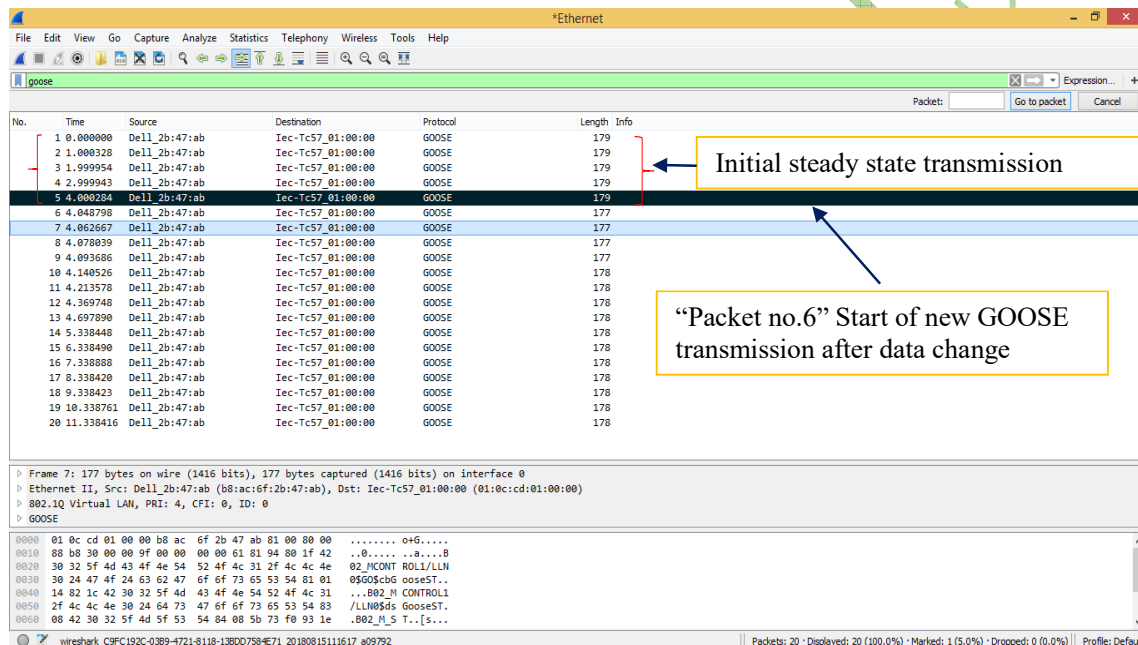 *Ethernet
File Edit View Go Capture Analyze Statistics Telephony Wireless Tools Help
goose Expression... +
Packet: Go to packet Cancel
No. Time Source Destination Protocol Length Info
1 0.000000 Dell_2b:47:ab Iec-Tc57_01:00:00 GOOSE 179
2 1.000328 Dell_2b:47:ab Iec-Tc57_01:00:00 GOOSE 179
3 1.999954 Dell_2b:47:ab Iec-Tc57_01:00:00 GOOSE 179
4 2.999943 Dell_2b:47:ab Iec-Tc57_01:00:00 GOOSE 179
5 4.000284 Dell_2b:47:ab Iec-Tc57_01:00:00 GOOSE 179
6 4.048798 Dell_2b:47:ab Iec-Tc57_01:00:00 GOOSE 177
7 4.062667 Dell_2b:47:ab Iec-Tc57_01:00:00 GOOSE 177
8 4.078039 Dell_2b:47:ab Iec-Tc57_01:00:00 GOOSE 177
9 4.093686 Dell_2b:47:ab Iec-Tc57_01:00:00 GOOSE 177
10 4.140526 Dell_2b:47:ab Iec-Tc57_01:00:00 GOOSE 178
11 4.213578 Dell_2b:47:ab Iec-Tc57_01:00:00 GOOSE 178
12 4.369748 Dell_2b:47:ab Iec-Tc57_01:00:00 GOOSE 178
13 4.697890 Dell_2b:47:ab Iec-Tc57_01:00:00 GOOSE 178
14 5.338448 Dell_2b:47:ab Iec-Tc57_01:00:00 GOOSE 178
15 6.338490 Dell_2b:47:ab Iec-Tc57_01:00:00 GOOSE 178
16 7.338888 Dell_2b:47:ab Iec-Tc57_01:00:00 GOOSE 178
17 8.338420 Dell_2b:47:ab Iec-Tc57_01:00:00 GOOSE 178
18 9.338423 Dell_2b:47:ab Iec-Tc57_01:00:00 GOOSE 178
19 10.338761 Dell_2b:47:ab Iec-Tc57_01:00:00 GOOSE 178
20 11.338416 Dell_2b:47:ab Iec-Tc57_01:00:00 GOOSE 178
Initial steady state transmission
“Packet no.6” Start of new GOOSE
transmission after data change
Frame 7: 177 bytes on wire (1416 bits), 177 bytes captured (1416 bits) on interface 0
Ethernet II, Src: Dell_2b:47:ab (b8:ac:6f:2b:47:ab), Dst: Iec-Tc57_01:00:00 (01:0c:cd:01:00:00)
802.1Q Virtual LAN, PRI: 4, CFI: 0, ID: 0
GOOSE
0000 01 0c cd 01 00 00 b8 ac 6f 2b 47 ab 81 00 80 00 ........ o+G.....
0010 88 b8 30 00 00 9f 00 00 00 00 61 81 94 80 1f 42 ..0..... ..a....B
0020 30 32 5f 4d 43 4f 4e 54 52 4f 4c 31 2f 4c 4c 4e 02_MCONT ROL1/LLN
0030 30 24 47 4f 24 63 62 47 6f 6f 73 65 53 54 81 01 0$GO$cbG ooseST..
0040 14 82 1c 42 30 32 5f 4d 43 4f 4e 54 52 4f 4c 31 ...B02_M CONTROL1
0050 2f 4c 4c 4e 30 24 64 73 47 6f 6f 73 65 53 54 83 /LLN0$ds GooseST.
0060 08 42 30 32 5f 4d 5f 53 54 84 08 5b 73 f0 93 1e .B02_M_S T..[s...
wireshark_C9FC192C-03B9-4721-8118-13BDD7584E71_20180815111617_a09792 Packets: 20 · Displayed: 20 (100.0%) · Marked: 1 (5.0%) · Dropped: 0 (0.0%) Profile: Defau